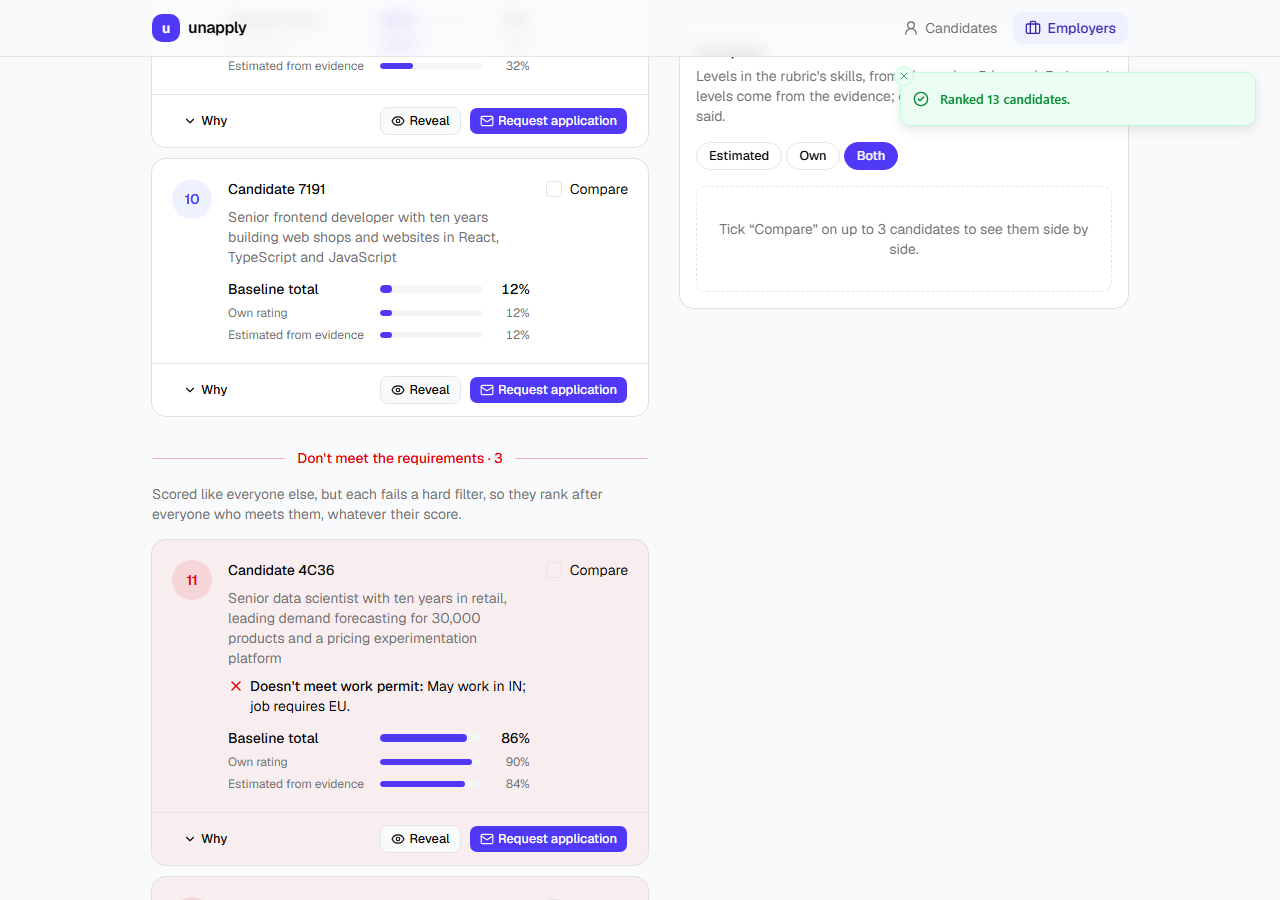 u unapply
Candidates
Employers
Estimated from evidence 32%
Why
Reveal
Request application
10
Candidate 7191
Compare
Senior frontend developer with ten years
building web shops and websites in React,
TypeScript and JavaScript
Baseline total 12%
Own rating 12%
Estimated from evidence 12%
Why
Reveal
Request application
Don't meet the requirements · 3
Scored like everyone else, but each fails a hard filter, so they rank after
everyone who meets them, whatever their score.
11
Candidate 4C36
Compare
Senior data scientist with ten years in retail,
leading demand forecasting for 30,000
products and a pricing experimentation
platform
Doesn't meet work permit: May work in IN;
job requires EU.
Baseline total 86%
Own rating 90%
Estimated from evidence 84%
Why
Reveal
Request application
Levels in the rubric's skills, from
levels come from the evidence;
said.
Ranked 13 candidates.
Estimated
Own
Both
Tick “Compare” on up to 3 candidates to see them side by
side.